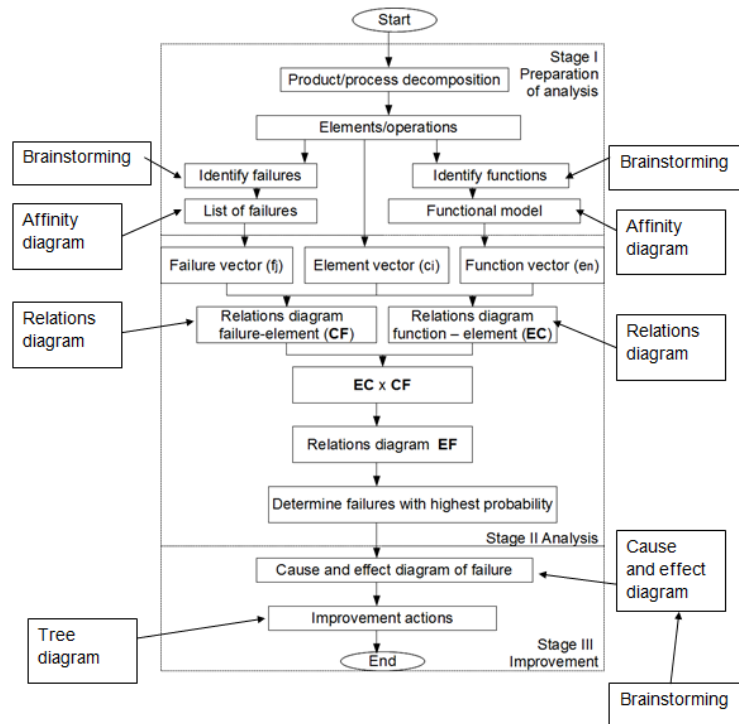 Start
Stage I
Preparation
of analysis
Product/process decomposition
Elements/operations
Brainstorming
Identify failures
Identify functions
Brainstorming
Affinity
diagram
List of failures
Functional model
Affinity
diagram
Failure vector (fj)
Element vector (ci)
Function vector (en)
Relations
diagram
Relations diagram
failure-element (CF)
Relations diagram
function – element (EC)
Relations
diagram
EC x CF
Relations diagram EF
Determine failures with highest probability
Stage II Analysis
Cause and effect diagram of failure
Cause
and effect
diagram
Improvement actions
Tree
diagram
Stage III
Improvement
End
Brainstorming